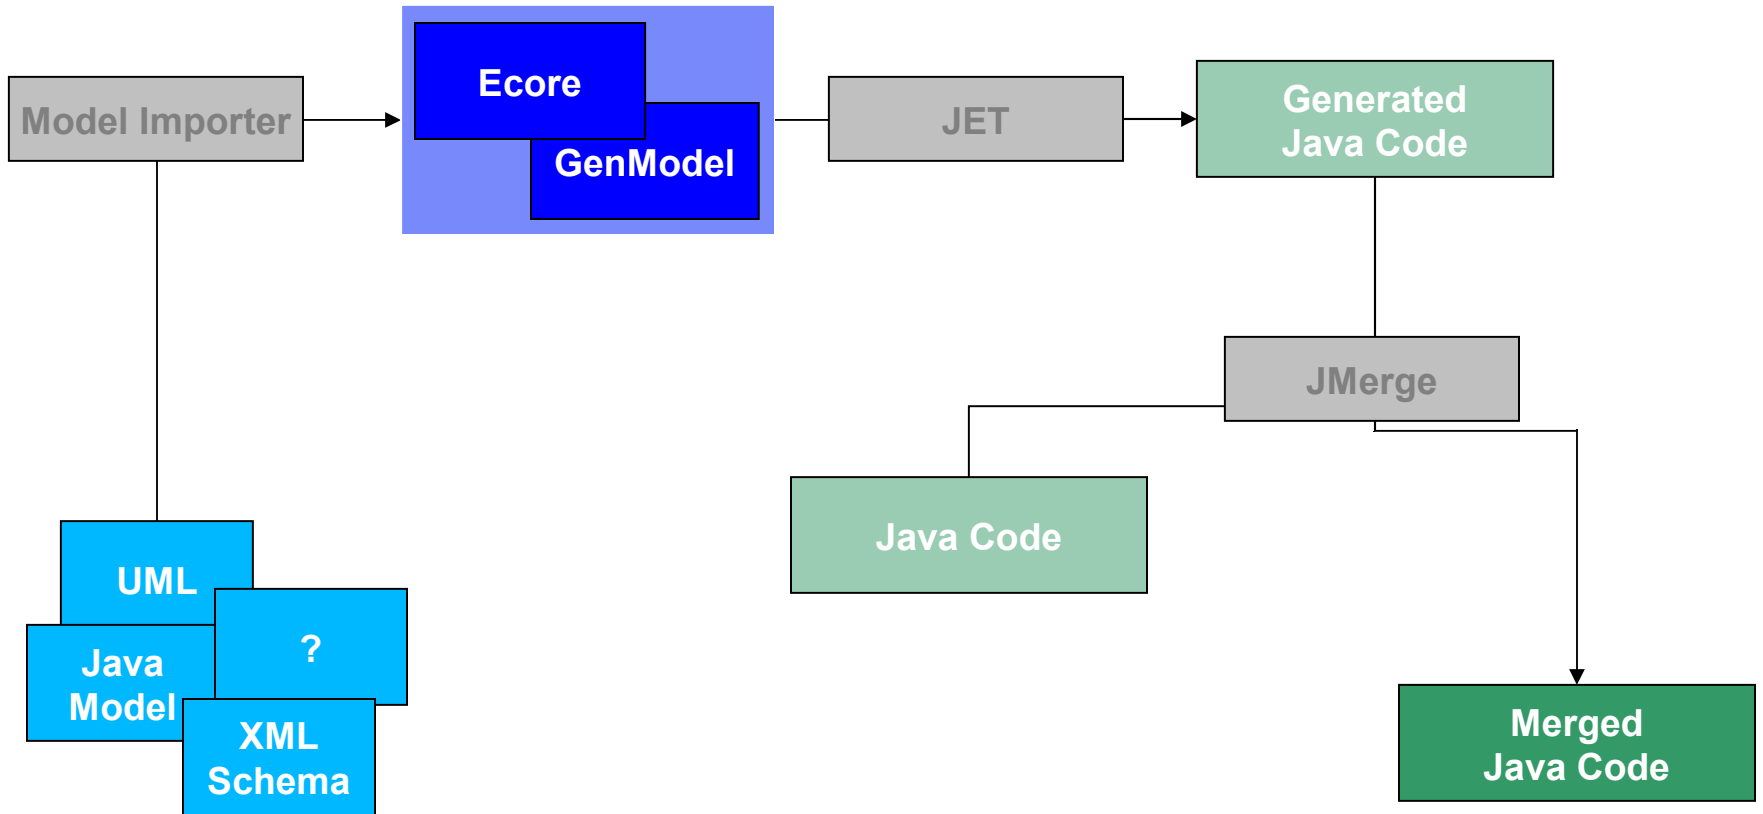 Model Importer
Ecore
GenModel
JET
Generated
Java Code
JMerge
Java Code
UML
?
Java
Model
XML
Schema
Merged
Java Code